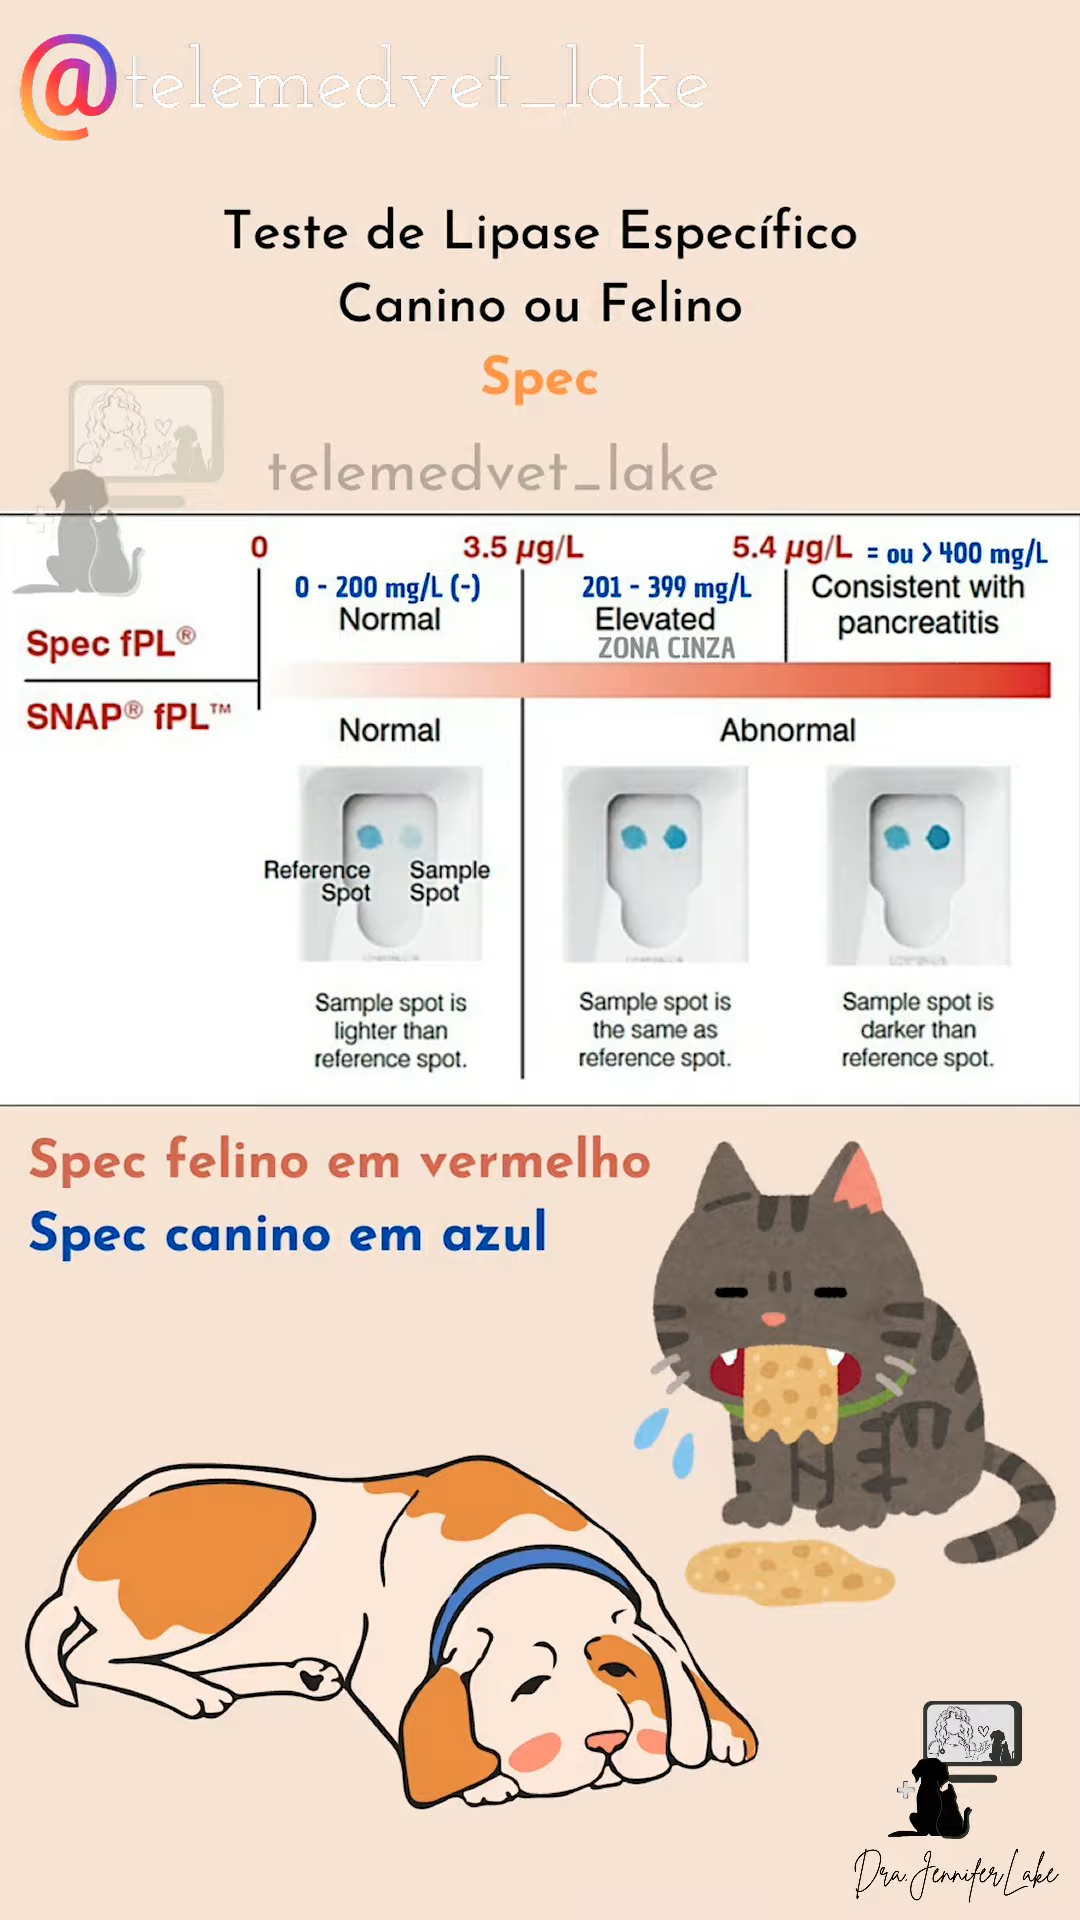 @telemedvet_lake
Teste de Lipase Específico
Canino ou Felino
Spec
telemedvet_lake
0
3.5 µg/L
5.4 µg/L = ou > 400 mg/L
0 - 200 mg/L (-)
201 - 399 mg/L
Consistent with
pancreatitis
Normal
Elevated
ZONA CINZA
Spec fPL®
SNAP® fPL™
Normal
Abnormal
Reference
Spot
Sample
Spot
Sample spot is
lighter than
reference spot.
Sample spot is
the same as
reference spot.
Sample spot is
darker than
reference spot.
Spec felino em vermelho
Spec canino em azul
Dra. Jennifer Lake